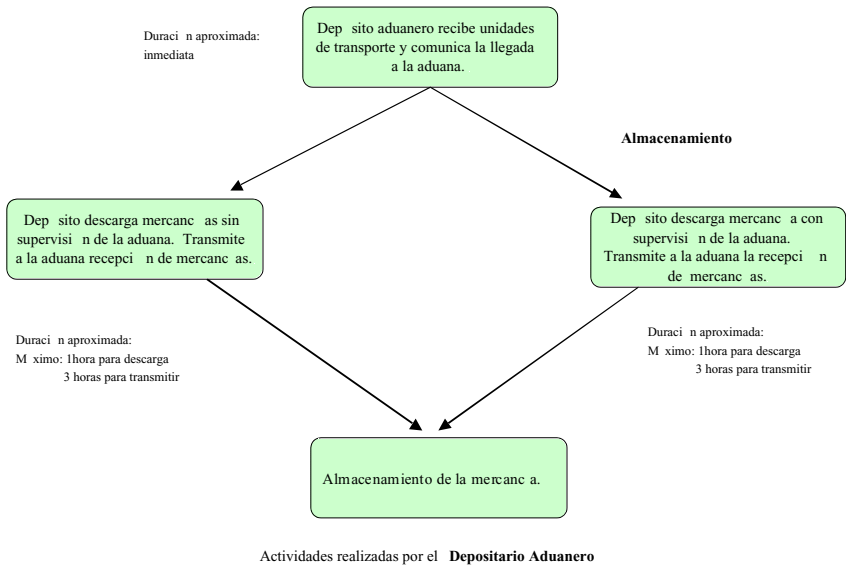 Duraci n aproximada:
inmediata
Dep sito aduanero recibe unidades
de transporte y comunica la llegada
a la aduana.
Almacenamiento
Dep sito descarga mercanc as sin
supervisi n de la aduana. Transmite
a la aduana recepci n de mercanc as.
Dep sito descarga mercanc a con
supervisi n de la aduana.
Transmite a la aduana la recepci n
de mercanc as.
Duraci n aproximada:
M ximo: 1hora para descarga
3 horas para transmitir
Duraci n aproximada:
M ximo: 1hora para descarga
3 horas para transmitir
Almacenamiento de la mercanc a.
Actividades realizadas por el Depositario Aduanero